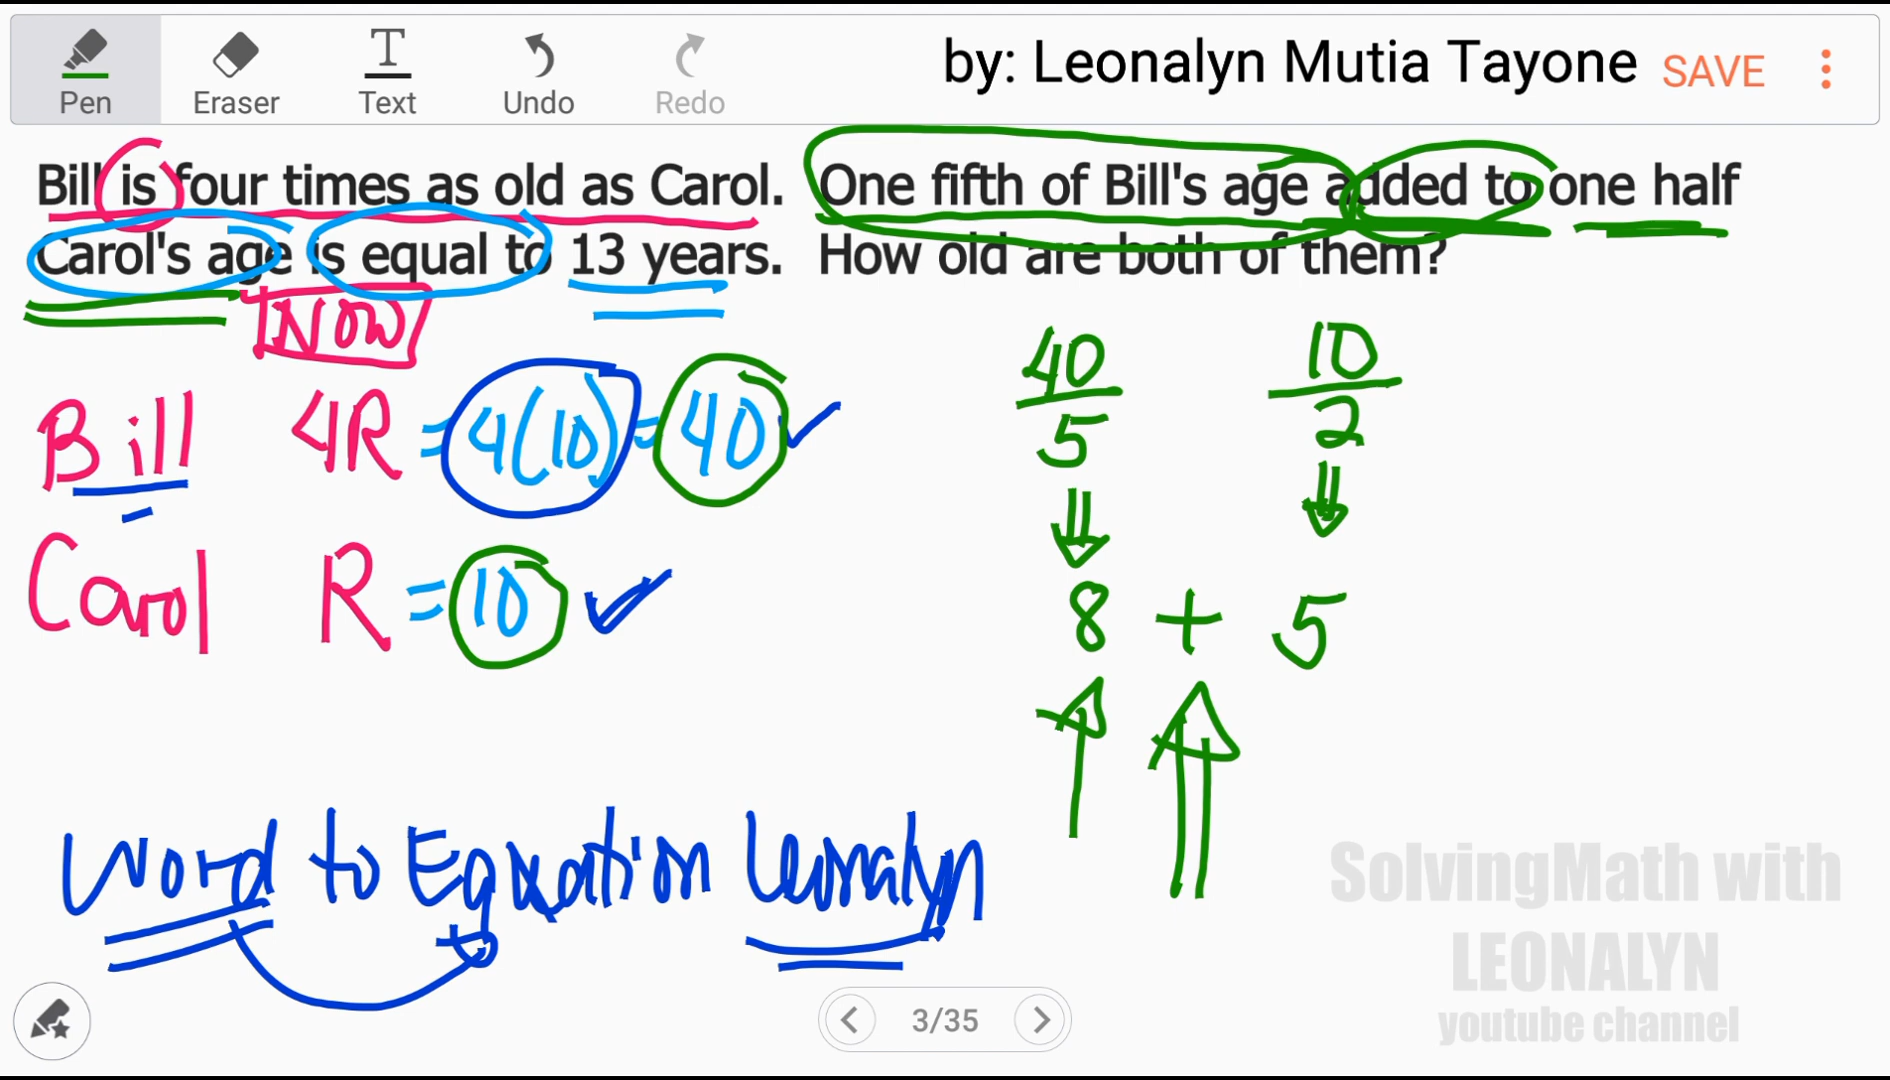 Pen Eraser Text Undo Redo by: Leonalyn Mutia Tayone SAVE
Bill is four times as old as Carol. One fifth of Bill's age added to one half
Carol's age is equal to 13 years. How old are both of them?
Now
Bill 4R = 4(10) = 40
Carol R = 10
40/5 10/2
8 + 5
Word to Equation Leonalyn
SolvingMath with
LEONALYN
youtube channel
3/35